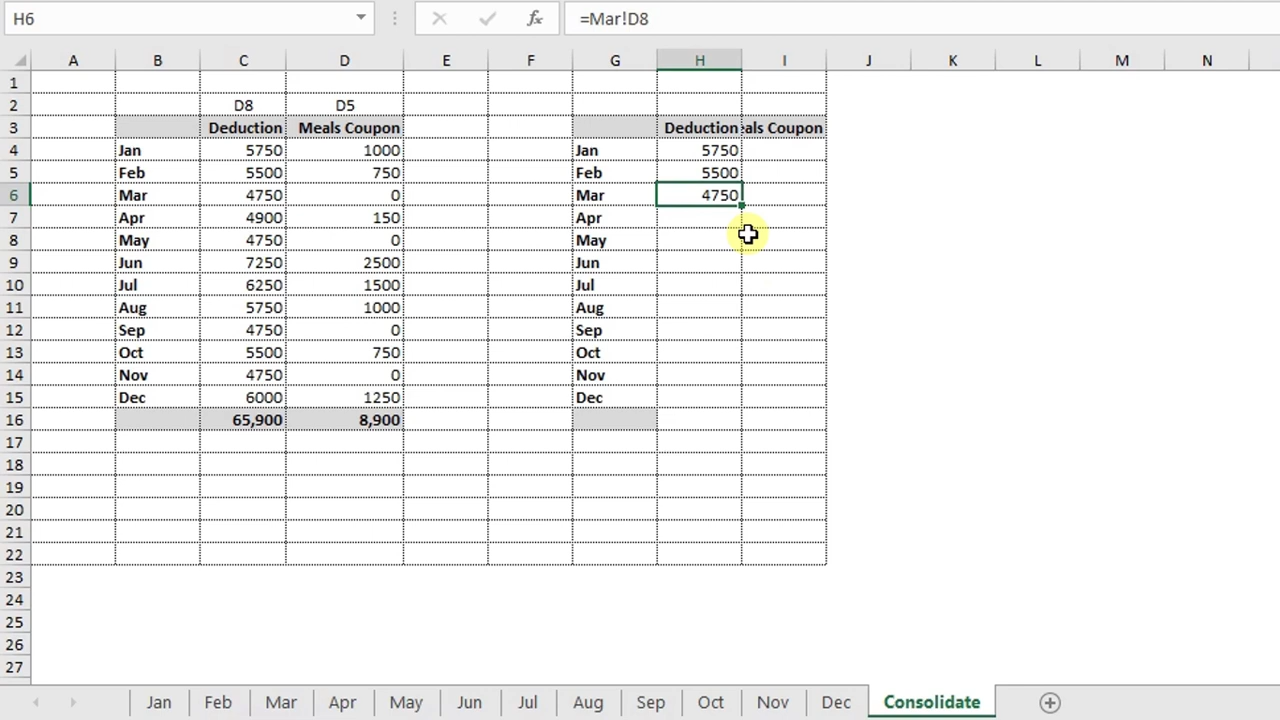 H6 fx =Mar!D8
A B C D E F G H I J K L M N
1
2 D8 D5
3 Deduction Meals Coupon Deduction als Coupon
4 Jan 5750 1000 Jan 5750
5 Feb 5500 750 Feb 5500
6 Mar 4750 0 Mar 4750
7 Apr 4900 150 Apr
8 May 4750 0 May
9 Jun 7250 2500 Jun
10 Jul 6250 1500 Jul
11 Aug 5750 1000 Aug
12 Sep 4750 0 Sep
13 Oct 5500 750 Oct
14 Nov 4750 0 Nov
15 Dec 6000 1250 Dec
16 65,900 8,900
17
18
19
20
21
22
23
24
25
26
27
Jan Feb Mar Apr May Jun Jul Aug Sep Oct Nov Dec Consolidate